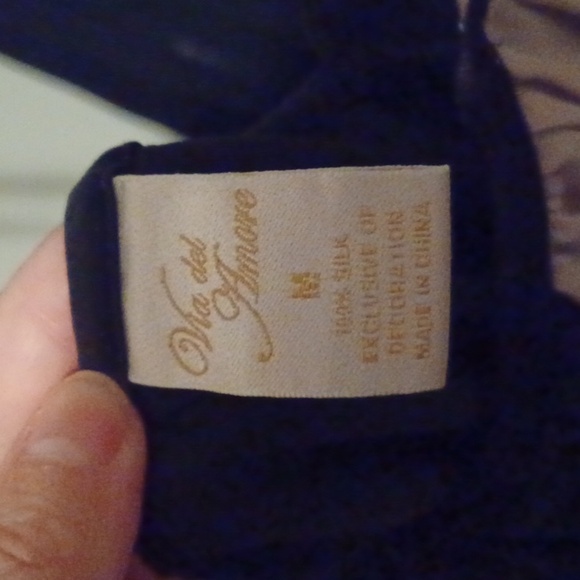 Via del
Amore
M
100% SILK
EXCLUSIVE OF
DECORATION
MADE IN CHINA